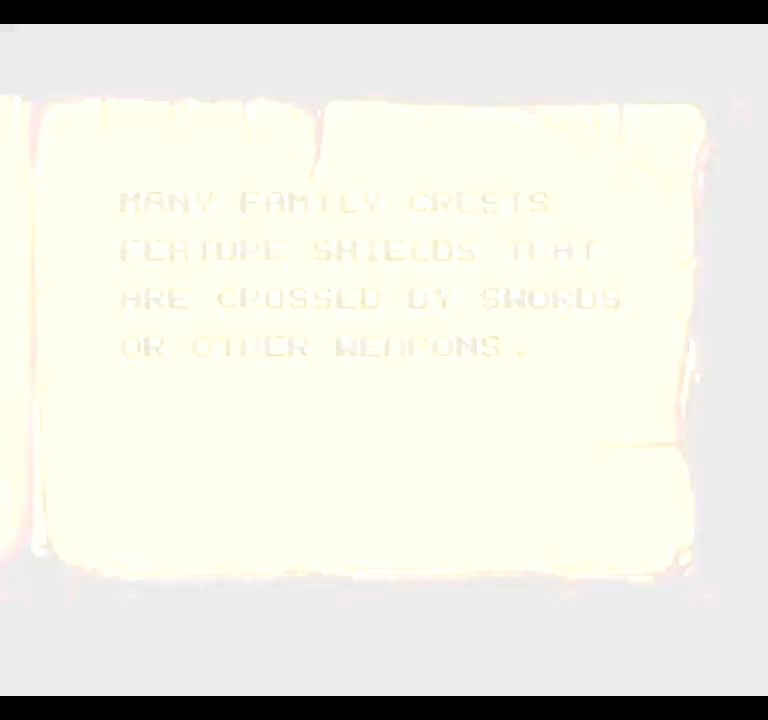 MANY FAMILY CRESTS
FEATURE SHIELDS THAT
ARE CROSSED BY SWORDS
OR OTHER WEAPONS.